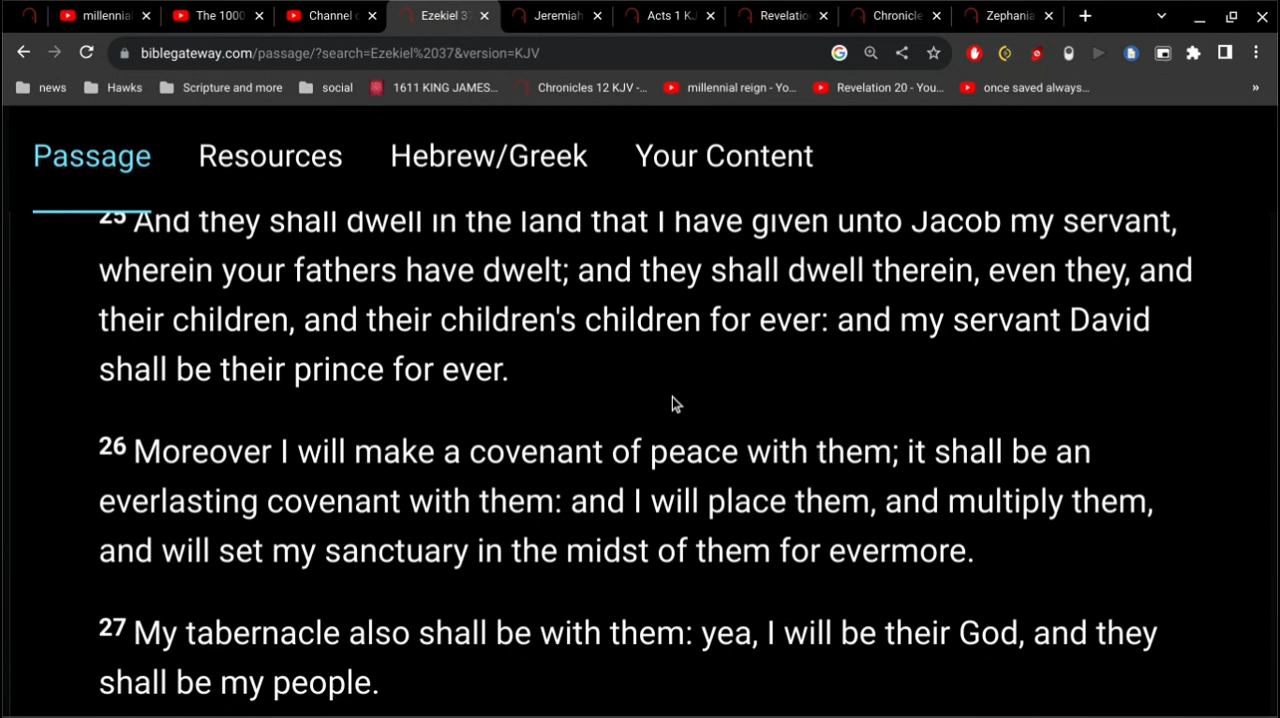 millennial
The 1000
Channel
Ezekiel 37
Jeremiah
Acts 1 KJ
Revelatio
Chronicle
Zephania
biblegateway.com/passage/?search=Ezekiel%2037&version=KJV
news Hawks Scripture and more social 1611 KING JAMES... Chronicles 12 KJV -... millennial reign - Yo... Revelation 20 - You... once saved always... »
Passage Resources Hebrew/Greek Your Content
25 And they shall dwell in the land that I have given unto Jacob my servant,
wherein your fathers have dwelt; and they shall dwell therein, even they, and
their children, and their children's children for ever: and my servant David
shall be their prince for ever.
26 Moreover I will make a covenant of peace with them; it shall be an
everlasting covenant with them: and I will place them, and multiply them,
and will set my sanctuary in the midst of them for evermore.
27 My tabernacle also shall be with them: yea, I will be their God, and they
shall be my people.